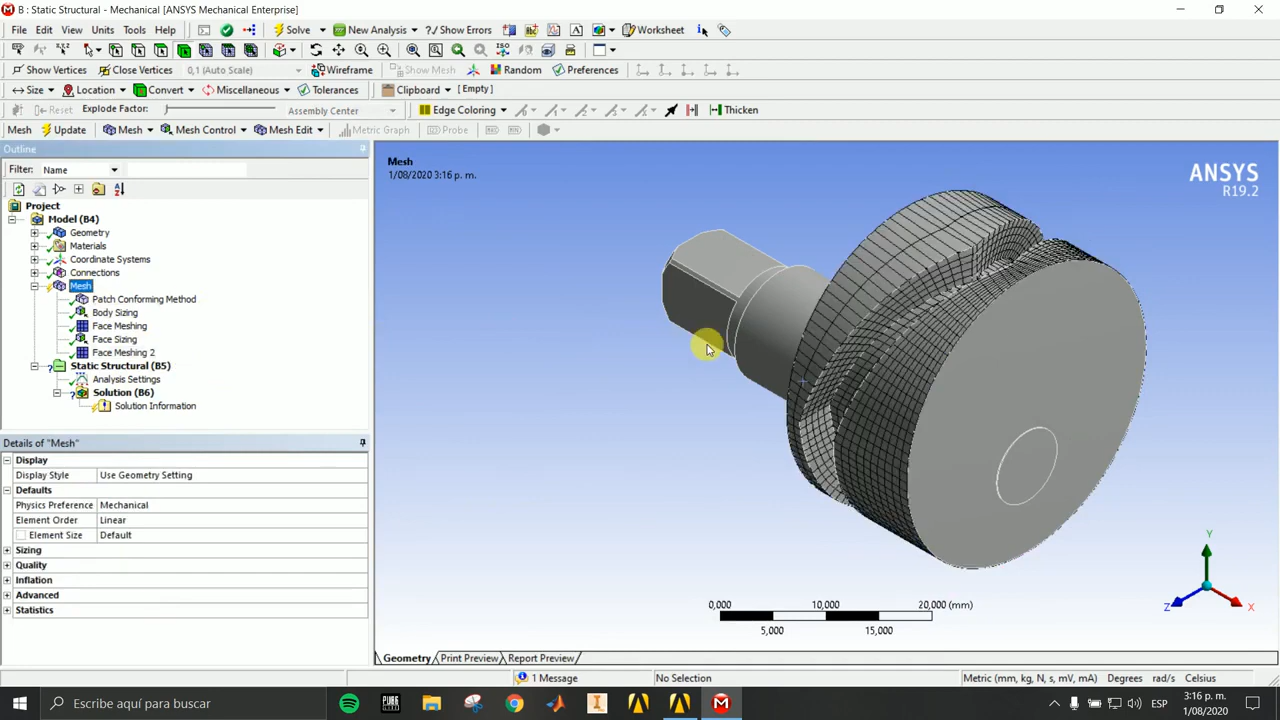 B : Static Structural - Mechanical [ANSYS Mechanical Enterprise]
File Edit View Units Tools Help Solve New Analysis ?/ Show Errors Worksheet
Show Vertices Close Vertices 0,1 (Auto Scale) Wireframe Show Mesh Random Preferences
Size Location Convert Miscellaneous Tolerances Clipboard [ Empty ]
Reset Explode Factor: Assembly Center Edge Coloring Thicken
Mesh Update Mesh Mesh Control Mesh Edit Metric Graph Probe
Outline
Filter: Name
Project
Model (B4)
Geometry
Materials
Coordinate Systems
Connections
Mesh
Patch Conforming Method
Body Sizing
Face Meshing
Face Sizing
Face Meshing 2
Static Structural (B5)
Analysis Settings
Solution (B6)
Solution Information
Details of "Mesh"
Display
Display Style Use Geometry Setting
Defaults
Physics Preference Mechanical
Element Order Linear
Element Size Default
Sizing
Quality
Inflation
Advanced
Statistics
Mesh
1/08/2020 3:16 p. m.
ANSYS
R19.2
Y
Z
X
0,000 10,000 20,000 (mm)
5,000 15,000
Geometry Print Preview Report Preview
1 Message No Selection Metric (mm, kg, N, s, mV, mA) Degrees rad/s Celsius
Escribe aquí para buscar
ESP
3:16 p. m.
1/08/2020